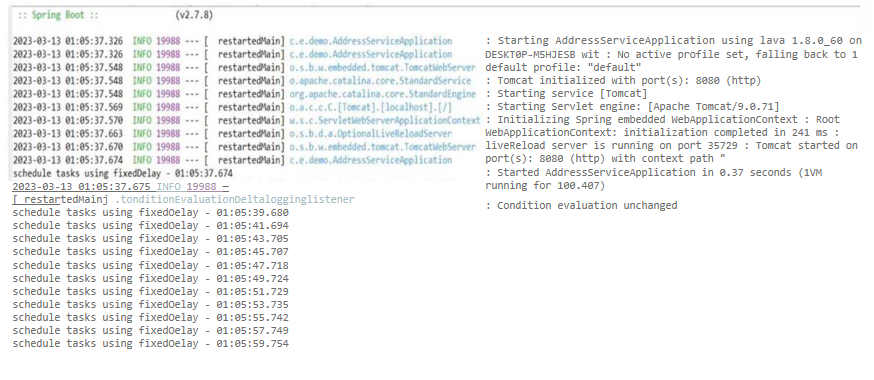 :: Spring Boot :: (v2.7.8)
2023-03-13 01:05:37.326 INFO 19988 --- [ restartedMain] c.e.demo.AddressServiceApplication
2023-03-13 01:05:37.326 INFO 19988 --- [ restartedMain] c.e.demo.AddressServiceApplication
2023-03-13 01:05:37.548 INFO 19988 --- [ restartedMain] o.s.b.w.embedded.tomcat.TomcatWebServer
2023-03-13 01:05:37.548 INFO 19988 --- [ restartedMain] o.apache.catalina.core.StandardService
2023-03-13 01:05:37.548 INFO 19988 --- [ restartedMain] org.apache.catalina.core.StandardEngine
2023-03-13 01:05:37.569 INFO 19988 --- [ restartedMain] o.a.c.c.C.[Tomcat].[localhost].[/]
2023-03-13 01:05:37.570 INFO 19988 --- [ restartedMain] w.s.c.ServletWebServerApplicationContext
2023-03-13 01:05:37.663 INFO 19988 --- [ restartedMain] o.s.b.d.a.OptionalLiveReloadServer
2023-03-13 01:05:37.670 INFO 19988 --- [ restartedMain] o.s.b.w.embedded.tomcat.TomcatWebServer
2023-03-13 01:05:37.674 INFO 19988 --- [ restartedMain] c.e.demo.AddressServiceApplication
schedule tasks using fixedDelay - 01:05:37.674
2023-03-13 01:05:37.675 INFO 19988 —
[ restartedMainj .tonditionEvaluationDeltalogginglistener
schedule tasks using fixedDelay - 01:05:39.680
schedule tasks using fixedDelay - 01:05:41.694
schedule tasks using fixedDelay - 01:05:43.705
schedule tasks using fixedDelay - 01:05:45.707
schedule tasks using fixedDelay - 01:05:47.718
schedule tasks using fixedDelay - 01:05:49.724
schedule tasks using fixedDelay - 01:05:51.729
schedule tasks using fixedDelay - 01:05:53.735
schedule tasks using fixedDelay - 01:05:55.742
schedule tasks using fixedDelay - 01:05:57.749
schedule tasks using fixedDelay - 01:05:59.754
: Starting AddressServiceApplication using lava 1.8.0_60 on
DESKT0P-M5HJESB wit : No active profile set, falling back to 1
default profile: "default"
: Tomcat initialized with port(s): 8080 (http)
: Starting service [Tomcat]
: Starting Servlet engine: [Apache Tomcat/9.0.71]
: Initializing Spring embedded WebApplicationContext : Root
WebApplicationContext: initialization completed in 241 ms :
liveReload server is running on port 35729 : Tomcat started on
port(s): 8080 (http) with context path "
: Started AddressServiceApplication in 0.37 seconds (1VM
running for 100.407)
: Condition evaluation unchanged